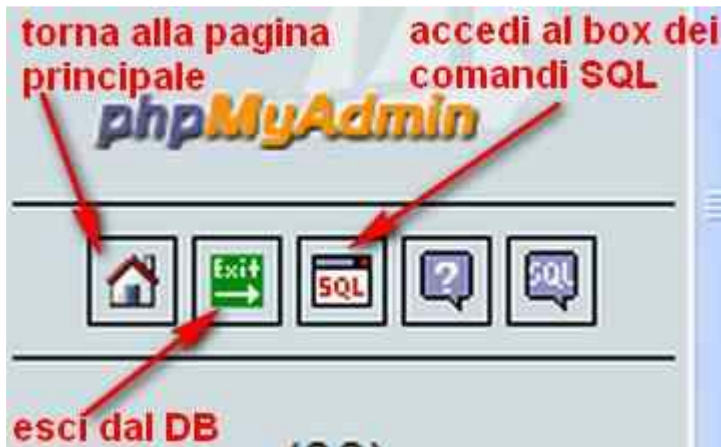 torna alla pagina
principale
accedi al box dei
comandi SQL
phpMyAdmin
Exit
SQL
?
SQL
esci dal DB